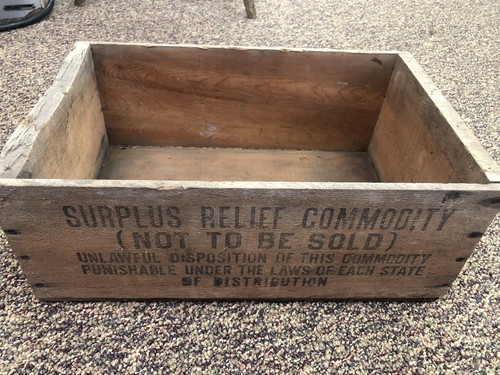 SURPLUS RELIEF COMMODITY
(NOT TO BE SOLD)
UNLAWFUL DISPOSITION OF THIS COMMODITY
PUNISHABLE UNDER THE LAWS OF EACH STATE
OF DISTRIBUTION